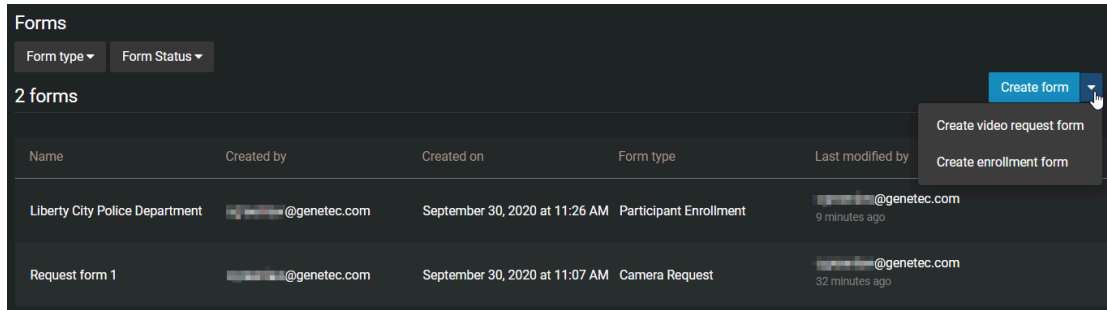 Forms
Form type Form Status
2 forms
Create form
Create video request form
Create enrollment form
Name Created by Created on Form type Last modified by
Liberty City Police Department @genetec.com September 30, 2020 at 11:26 AM Participant Enrollment @genetec.com
9 minutes ago
Request form 1 @genetec.com September 30, 2020 at 11:07 AM Camera Request @genetec.com
32 minutes ago